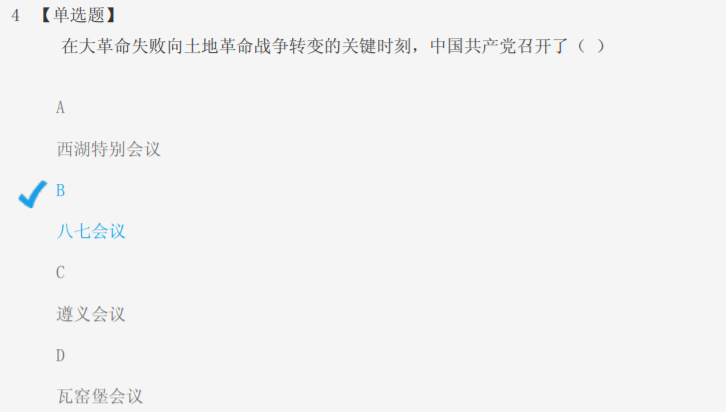 4 【单选题】
在大革命失败向土地革命战争转变的关键时刻，中国共产党召开了（ ）
A
西湖特别会议
B
八七会议
C
遵义会议
D
瓦窑堡会议